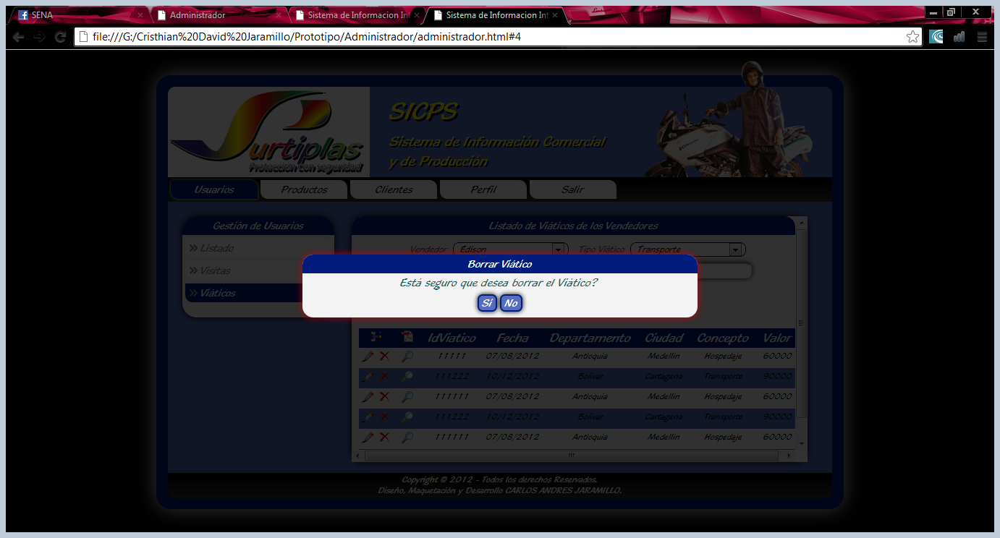 SENA
Administrador
Sistema de Informacion In
Sistema de Informacion Int
file:///G:/Cristhian%20David%20Jaramillo/Prototipo/Administrador/administrador.html#4
urtiplas
Protección con seguridad
SICPS
Sistema de Información Comercial
y de Producción
Usuarios Productos Clientes Perfil Salir
Gestión de Usuarios
Listado
Visitas
Viáticos
Listado de Viáticos de los Vendedores
Vendedor Edison Tipo Viático Transporte
Borrar Viático
Está seguro que desea borrar el Viático?
Sí No
IdViatico Fecha Departamento Ciudad Concepto Valor
11111 07/08/2012 Antioquia Medellin Hospedaje 60000
111222 10/12/2012 Bolivar Cartagena Transporte 90000
111111 07/08/2012 Antioquia Medellin Hospedaje 60000
111222 10/12/2012 Bolivar Cartagena Transporte 90000
111111 07/08/2012 Antioquia Medellin Hospedaje 60000
Copyright © 2012 - Todos los derechos Reservados.
Diseño, Maquetación y Desarrollo CARLOS ANDRES JARAMILLO.